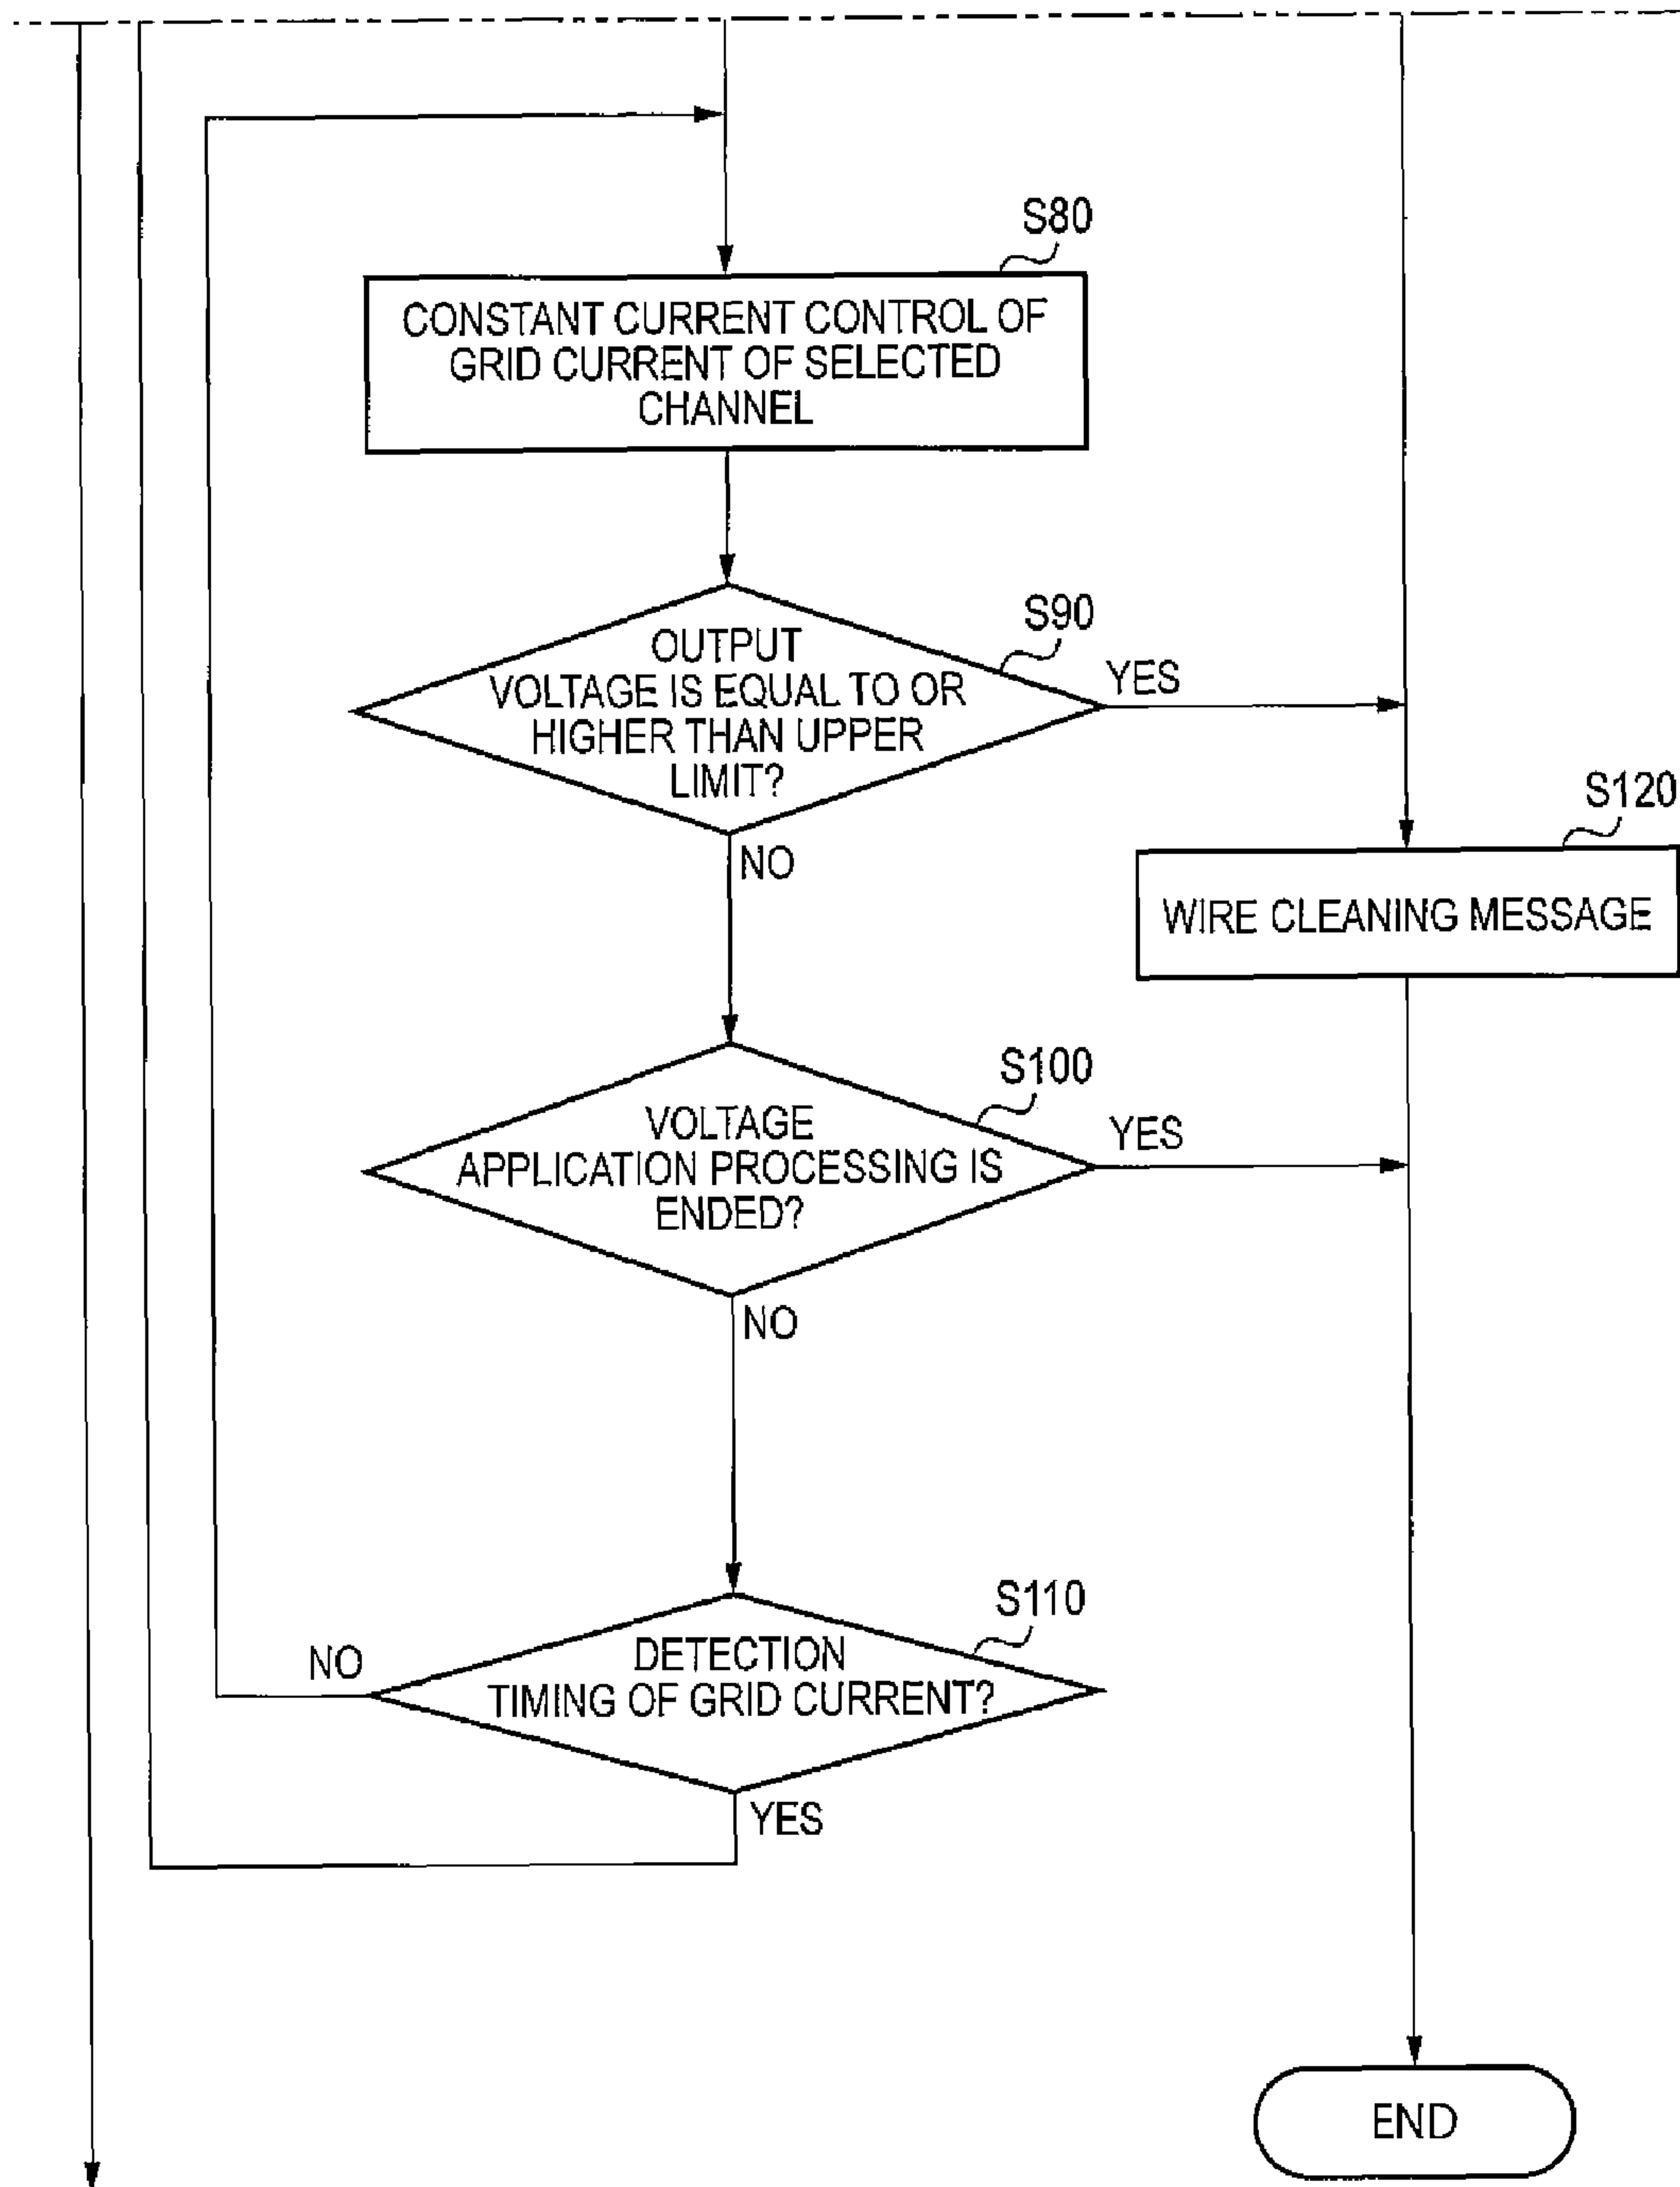 S80
CONSTANT CURRENT CONTROL OF
GRID CURRENT OF SELECTED
CHANNEL
S90
OUTPUT
VOLTAGE IS EQUAL TO OR
HIGHER THAN UPPER
LIMIT?
YES
NO
S120
WIRE CLEANING MESSAGE
S100
VOLTAGE
APPLICATION PROCESSING IS
ENDED?
YES
NO
S110
DETECTION
TIMING OF GRID CURRENT?
NO
YES
END